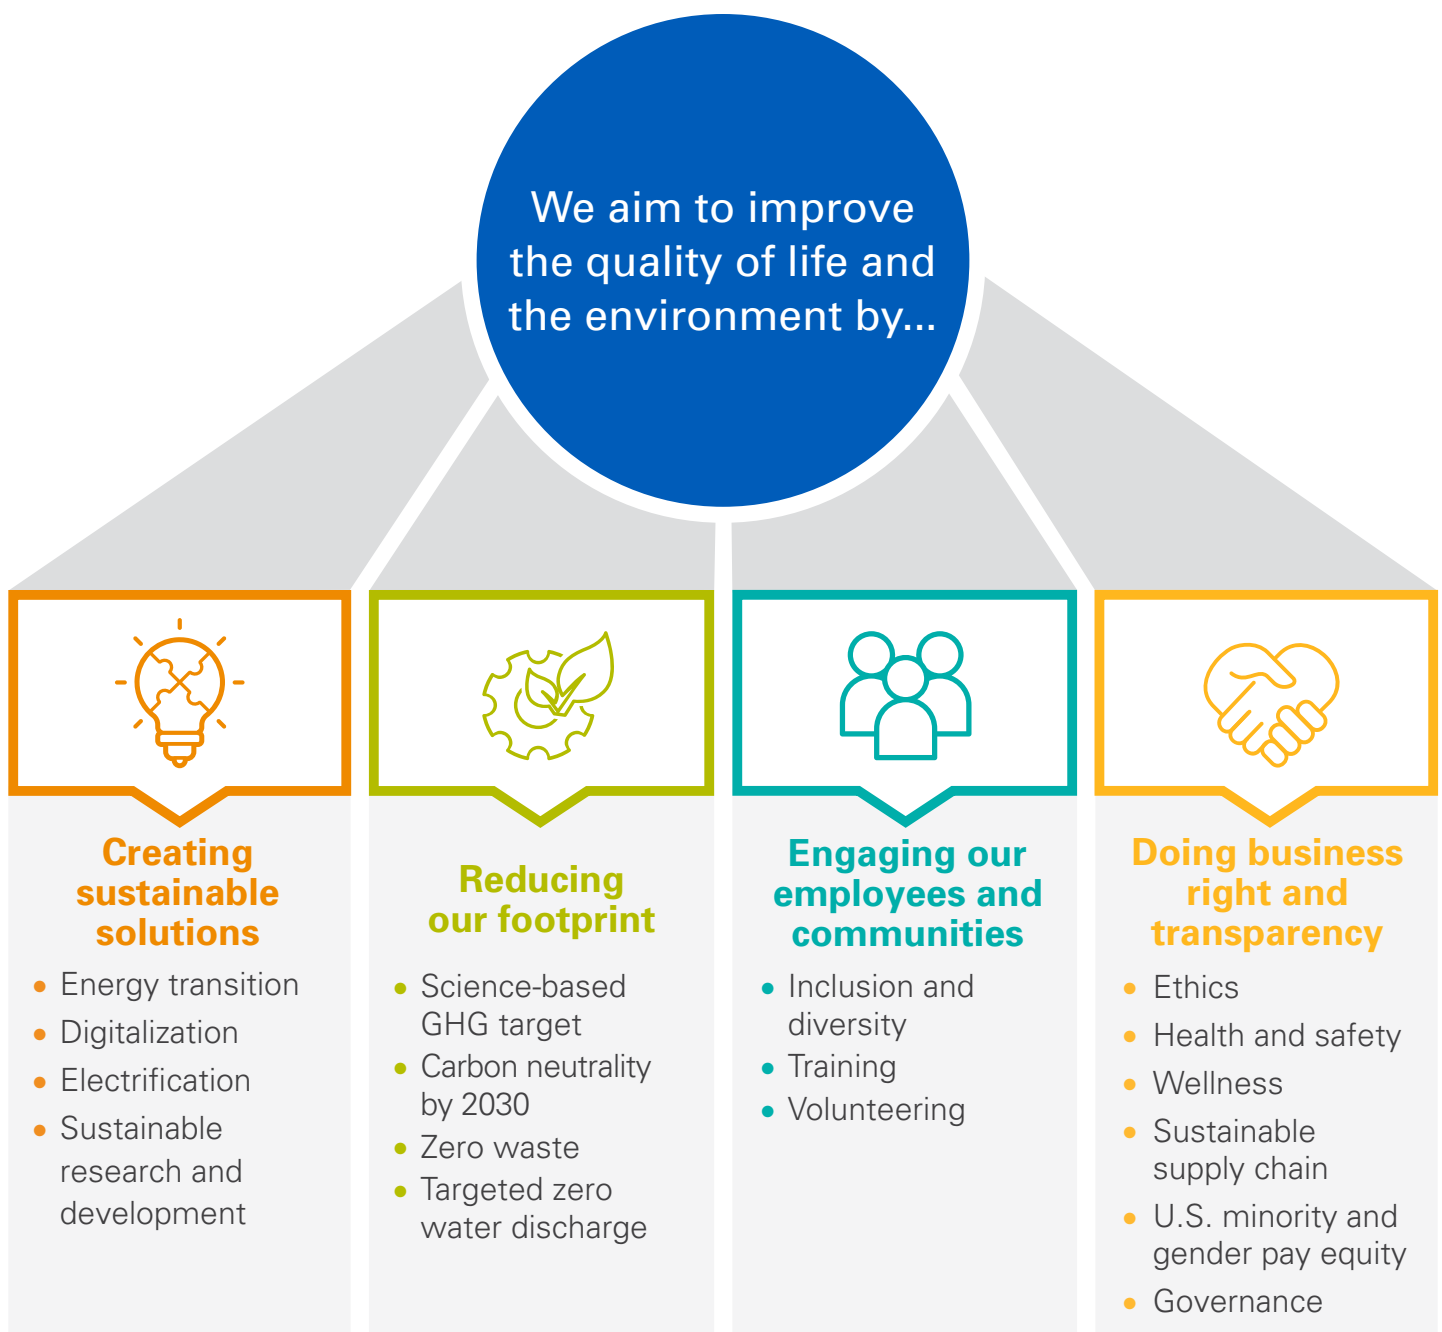 We aim to improve
the quality of life and
the environment by...
Creating
sustainable
solutions
• Energy transition
• Digitalization
• Electrification
• Sustainable
research and
development
Reducing
our footprint
• Science-based
GHG target
• Carbon neutrality
by 2030
• Zero waste
• Targeted zero
water discharge
Engaging our
employees and
communities
• Inclusion and
diversity
• Training
• Volunteering
Doing business
right and
transparency
• Ethics
• Health and safety
• Wellness
• Sustainable
supply chain
• U.S. minority and
gender pay equity
• Governance